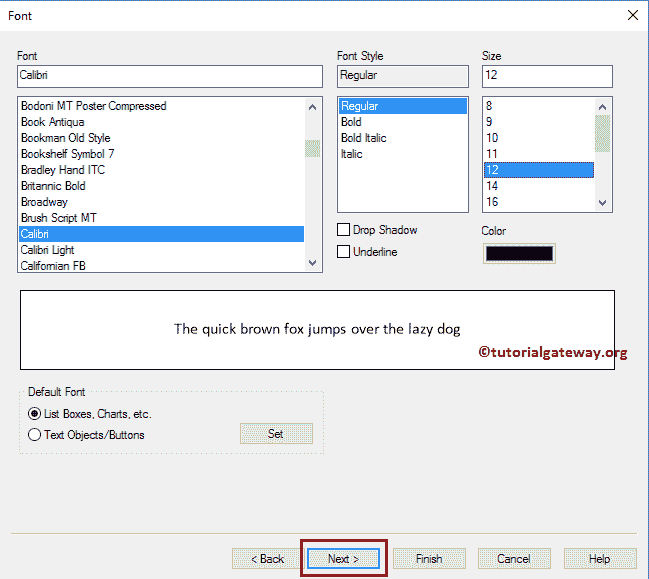 Font
Font
Font Style
Size
Calibri
Regular
12
Bodoni MT Poster Compressed
Book Antiqua
Bookman Old Style
Bookshelf Symbol 7
Bradley Hand ITC
Britannic Bold
Broadway
Brush Script MT
Calibri
Calibri Light
Californian FB
Regular
Bold
Bold Italic
Italic
8
9
10
11
12
14
16
Drop Shadow
Underline
Color
The quick brown fox jumps over the lazy dog
©tutorialgateway.org
Default Font
List Boxes, Charts, etc.
Text Objects/Buttons
Set
< Back
Next >
Finish
Cancel
Help